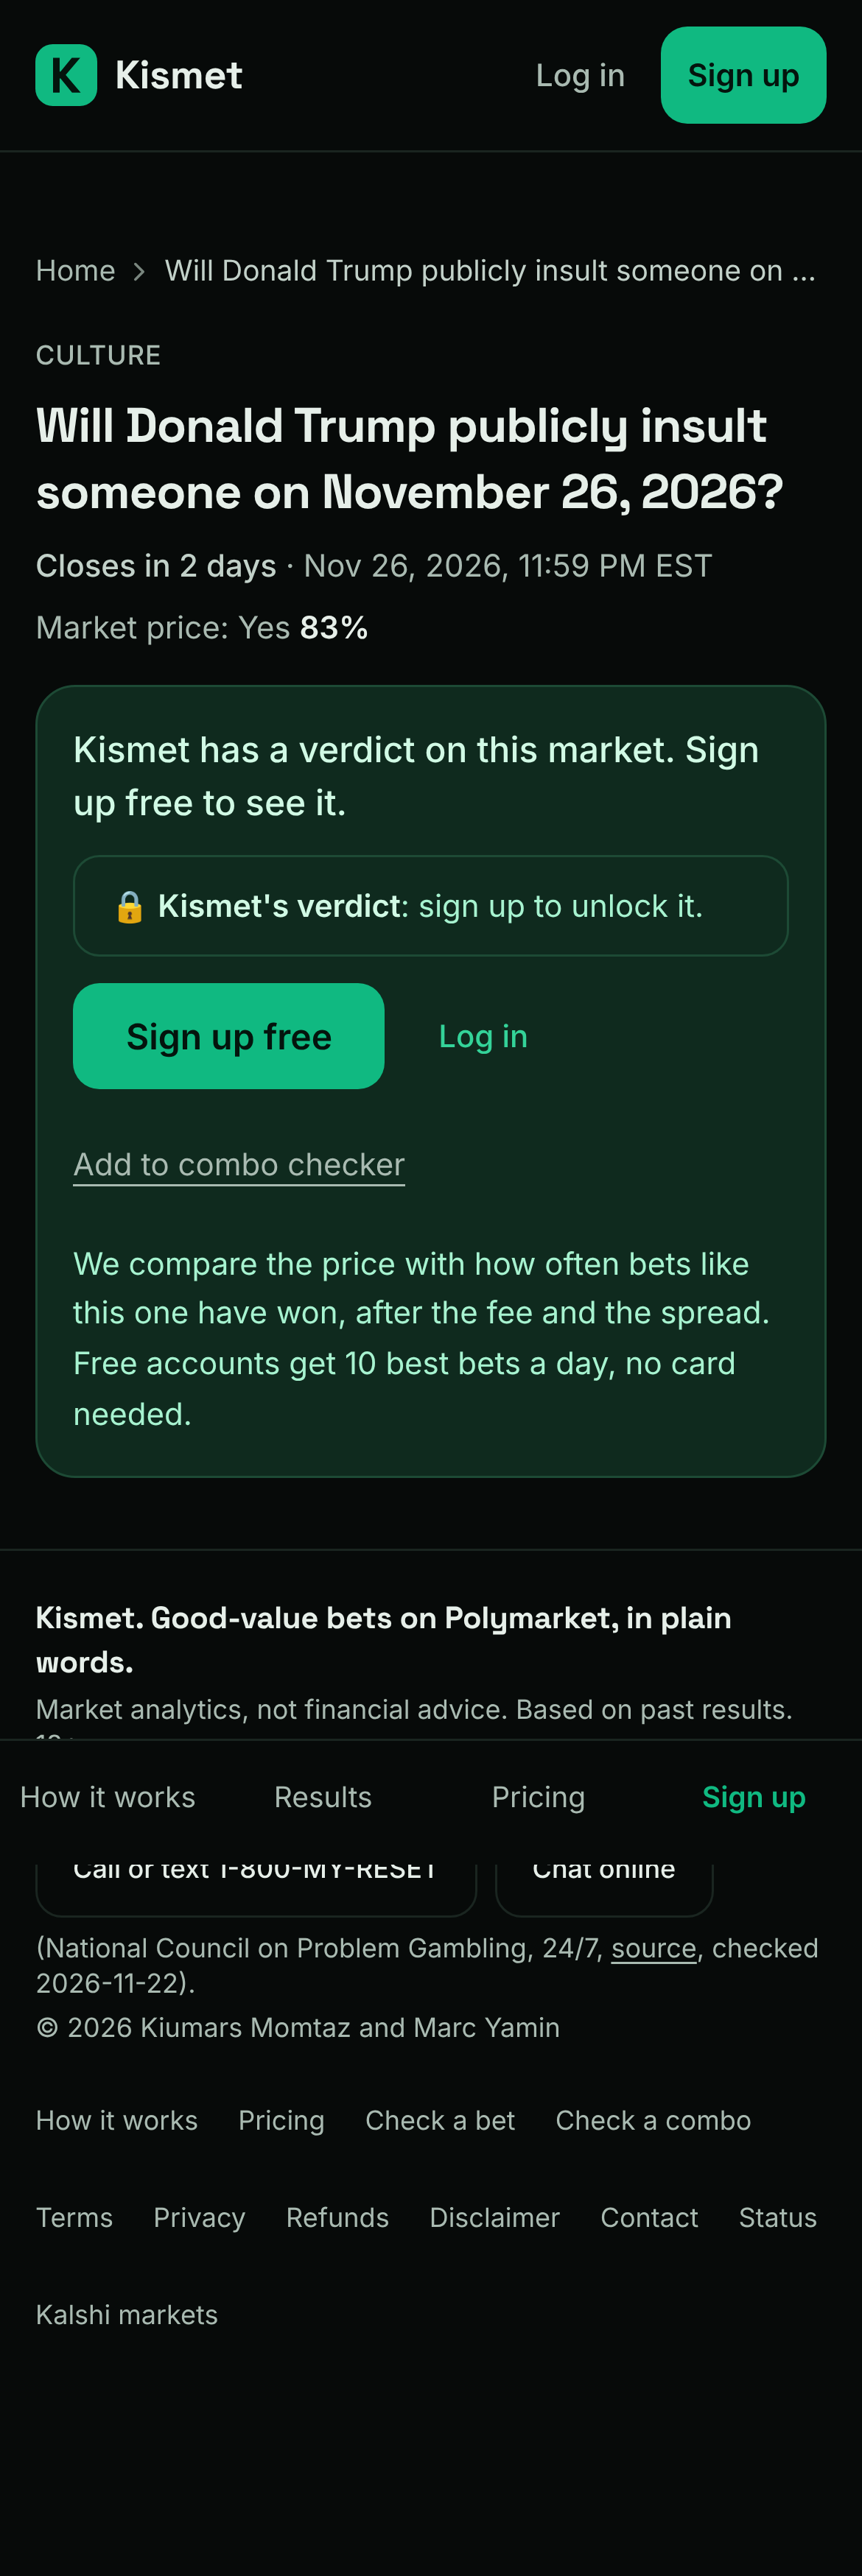 K Kismet
Log in
Sign up
Home > Will Donald Trump publicly insult someone on ...
CULTURE
Will Donald Trump publicly insult
someone on November 26, 2026?
Closes in 2 days · Nov 26, 2026, 11:59 PM EST
Market price: Yes 83%
Kismet has a verdict on this market. Sign
up free to see it.
🔒 Kismet's verdict: sign up to unlock it.
Sign up free
Log in
Add to combo checker
We compare the price with how often bets like
this one have won, after the fee and the spread.
Free accounts get 10 best bets a day, no card
needed.
Kismet. Good-value bets on Polymarket, in plain
words.
Market analytics, not financial advice. Based on past results.
How it works
Results
Pricing
Sign up
Call or text 1-800-MY-RESET
Chat online
(National Council on Problem Gambling, 24/7, source, checked
2026-11-22).
© 2026 Kiumars Momtaz and Marc Yamin
How it works Pricing Check a bet Check a combo
Terms Privacy Refunds Disclaimer Contact Status
Kalshi markets